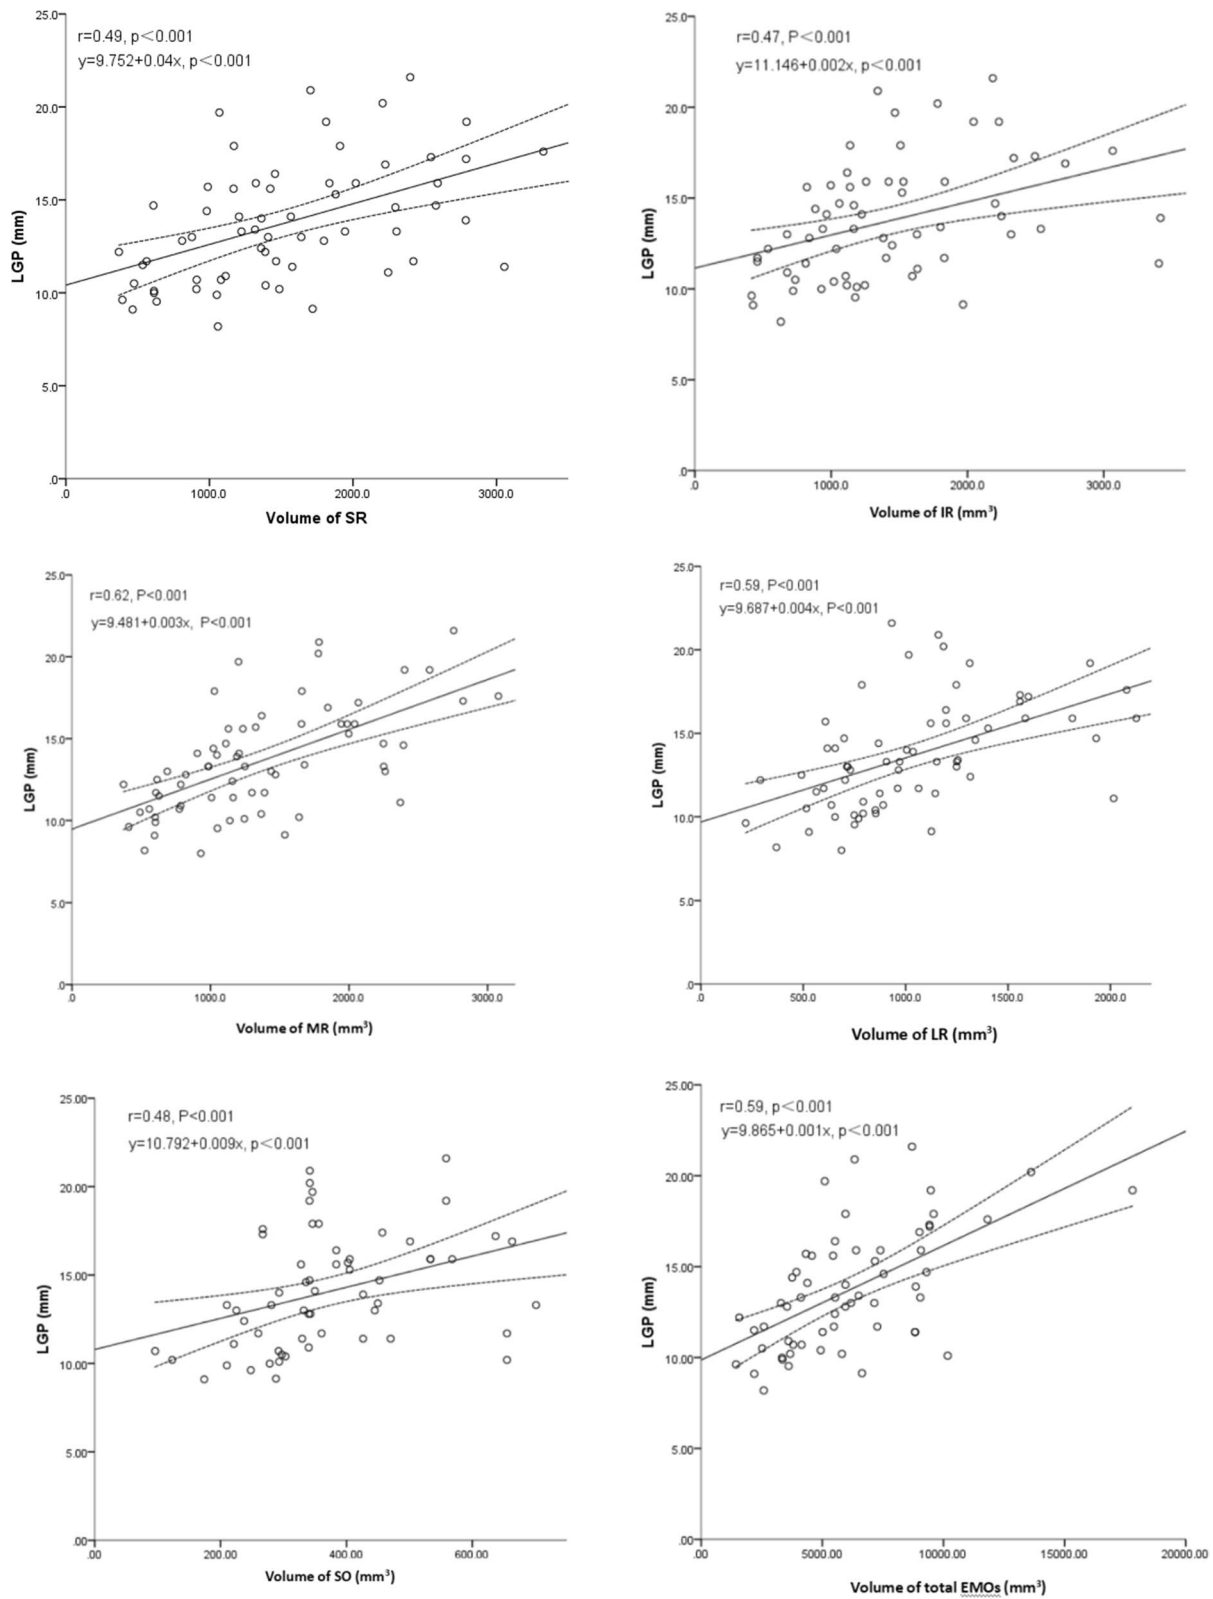 25.0
r=0.49, p<0.001
y=9.752+0.04x, p<0.001
20.0
15.0
10.0
5.0
.0
.0
1000.0
2000.0
3000.0
LGP (mm)
Volume of SR
25.0
r=0.47, P<0.001
y=11.146+0.002x, p<0.001
20.0
15.0
10.0
5.0
.0
.0
1000.0
2000.0
3000.0
LGP (mm)
Volume of IR (mm³)
25.0
r=0.62, P<0.001
y=9.481+0.003x, P<0.001
20.0
15.0
10.0
5.0
.0
.0
1000.0
2000.0
3000.0
LGP (mm)
Volume of MR (mm³)
25.0
r=0.59, P<0.001
y=9.687+0.004x, P<0.001
20.0
15.0
10.0
5.0
.0
.0
500.0
1000.0
1500.0
2000.0
LGP (mm)
Volume of LR (mm³)
25.00
r=0.48, P<0.001
y=10.792+0.009x, p<0.001
20.00
15.00
10.00
5.00
.00
.00
200.00
400.00
600.00
LGP (mm)
Volume of SO (mm³)
25.00
r=0.59, p<0.001
y=9.865+0.001x, p<0.001
20.00
15.00
10.00
5.00
.00
.00
5000.00
10000.00
15000.00
20000.00
LGP (mm)
Volume of total EMOs (mm³)